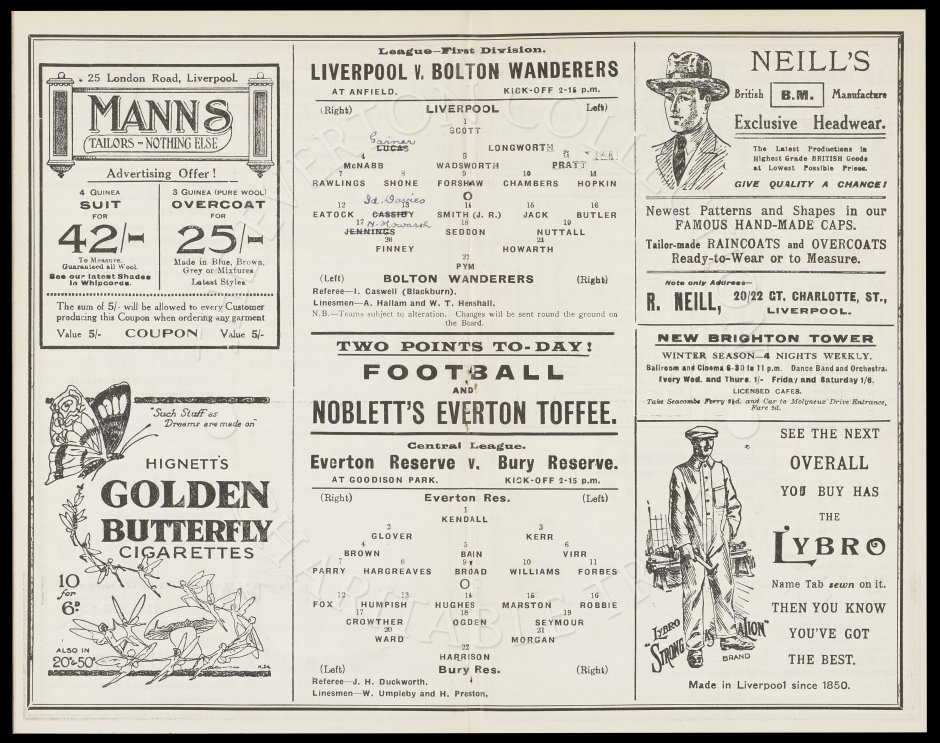 25 London Road, Liverpool.
MANNS
TAILORS - NOTHING ELSE
Advertising Offer !
4 GUINEA
SUIT
FOR
42/-
To Measure,
Guaranteed all Wool.
See our latest Shades
in Whipcords.
3 GUINEA (PURE WOOL)
OVERCOAT
FOR
25/-
Made in Blue, Brown,
Grey or Mixtures
Latest Styles
The sum of 5/- will be allowed to every Customer
producing this Coupon when ordering any garment
Value 5/- COUPON Value 5/-
"Such Stuff as
Dreams are made on"
HIGNETT'S
GOLDEN
BUTTERFLY
CIGARETTES
10
for
6D
ALSO IN
20s & 50s
League—First Division.
LIVERPOOL V. BOLTON WANDERERS
AT ANFIELD. KICK-OFF 2-15 p.m.
(Right) LIVERPOOL Left)
1
SCOTT
Garner
LUCAS LONGWORTH
4 5 6
McNABB WADSWORTH PRATT
7 8 9 10 14
RAWLINGS SHONE FORSHAW CHAMBERS HOPKIN
O
Jd. Davies
12 13 14 15 16
EATOCK CASSIDY SMITH (J. R.) JACK BUTLER
17 H. Howarth 18 19
JENNINGS SEDDON NUTTALL
20 21
FINNEY HOWARTH
22
PYM
(Left) BOLTON WANDERERS (Right)
Referee—I. Caswell (Blackburn).
Linesmen—A. Hallam and W. T. Henshall.
N.B.—Teams subject to alteration. Changes will be sent round the ground on
the Board.
TWO POINTS TO-DAY!
FOOTBALL
AND
NOBLETT'S EVERTON TOFFEE.
Central League.
Everton Reserve v. Bury Reserve.
AT GOODISON PARK. KICK-OFF 2-15 p.m.
(Right) Everton Res. (Left)
1
KENDALL
2 3
GLOVER KERR
4 5 6
BROWN BAIN VIRR
7 8 9 10 11
PARRY HARGREAVES BROAD WILLIAMS FORBES
O
12 13 14 15 16
FOX HUMPISH HUGHES MARSTON ROBBIE
17 18 19
CROWTHER OGDEN SEYMOUR
20 21
WARD MORGAN
22
HARRISON
(Left) Bury Res. (Right)
Referee—J. H. Duckworth.
Linesmen—W. Umpleby and H. Preston.
NEILL'S
British B.M. Manufacture
Exclusive Headwear.
The Latest Productions in
Highest Grade BRITISH Goods
at Lowest Possible Prices.
GIVE QUALITY A CHANCE!
Newest Patterns and Shapes in our
FAMOUS HAND-MADE CAPS.
Tailor-made RAINCOATS and OVERCOATS
Ready-to-Wear or to Measure.
Note only Address—
R. NEILL, 20/22 GT. CHARLOTTE, ST.,
LIVERPOOL.
NEW BRIGHTON TOWER
WINTER SEASON—4 NIGHTS WEEKLY.
Ballroom and Cinema 6-30 to 11 p.m. Dance Band and Orchestra.
Every Wed. and Thurs. 1/- Friday and Saturday 1/6.
LICENSED CAFES.
Take Seacombe Ferry and Car to Molyneux Drive Entrance,
Fare 1d.
SEE THE NEXT
OVERALL
YOU BUY HAS
THE
LYBRO
Name Tab sewn on it.
THEN YOU KNOW
YOU'VE GOT
THE BEST.
LYBRO
"STRONG AS A LION"
BRAND
Made in Liverpool since 1850.